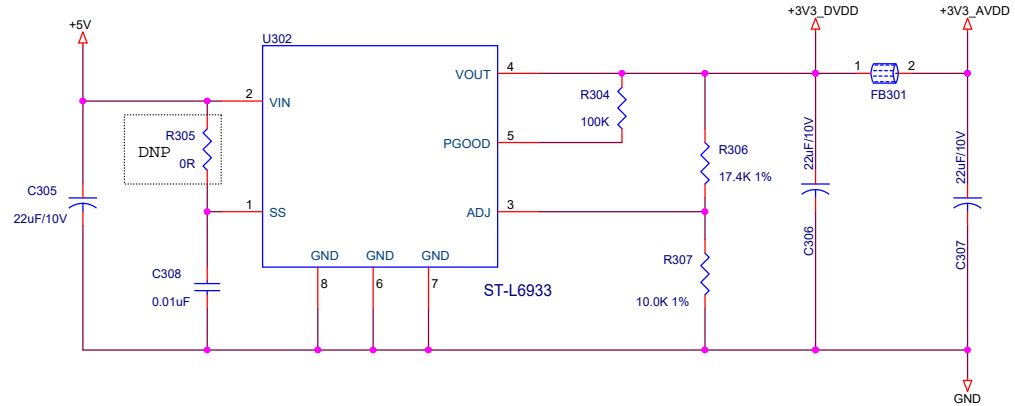 +5V
+3V3_DVDD
+3V3_AVDD
U302
VOUT
4
1
2
FB301
2
VIN
R304
100K
R305
0R
DNP
PGOOD
5
R306
17.4K 1%
22uF/10V
22uF/10V
C305
22uF/10V
1
SS
ADJ
3
C306
C307
GND
GND
GND
R307
C308
0.01uF
8
6
7
ST-L6933
10.0K 1%
GND